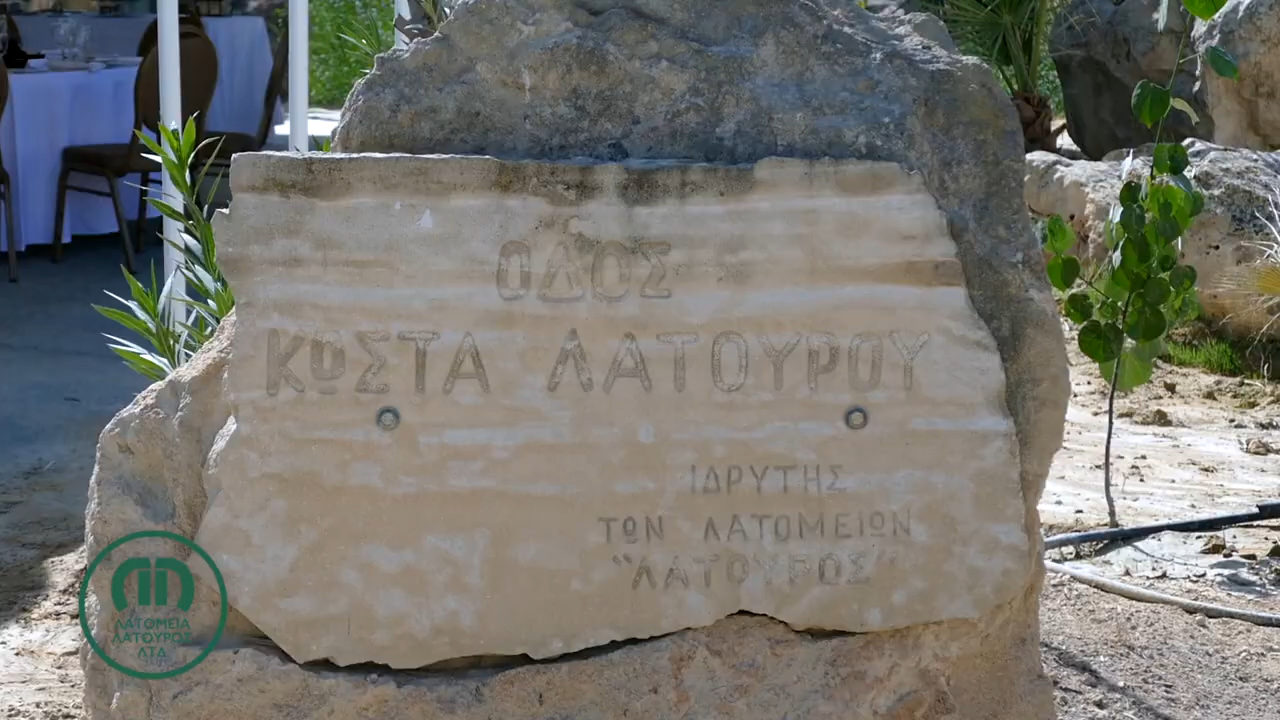 ΟΔΟΣ
ΚΩΣΤΑ ΛΑΤΟΥΡΟΥ
ΙΔΡΥΤΗΣ
ΤΩΝ ΛΑΤΟΜΕΙΩΝ
"ΛΑΤΟΥΡΟΣ"
ΛΑΤΟΜΕΙΑ
ΛΑΤΟΥΡΟΣ
ΛΤΔ